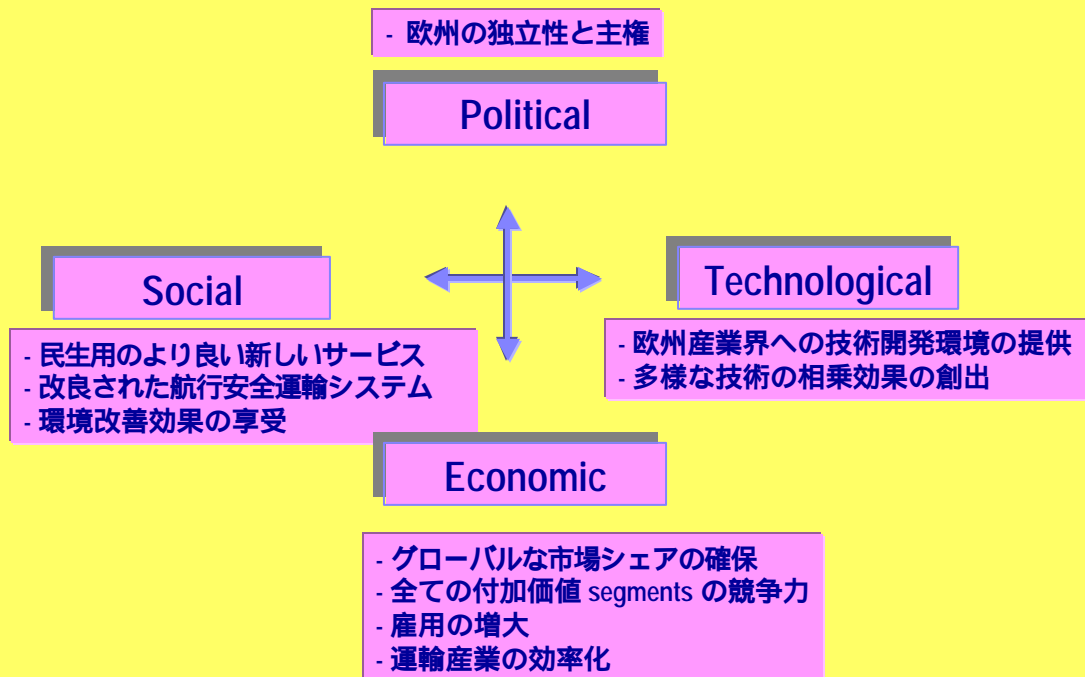 - 欧州の独立性と主権
Political
Social
- 民生用のより良い新しいサービス
- 改良された航行安全運輸システム
- 環境改善効果の享受
Technological
- 欧州産業界への技術開発環境の提供
- 多様な技術の相乗効果の創出
Economic
- グローバルな市場シェアの確保
- 全ての付加価値 segments の競争力
- 雇用の増大
- 運輸産業の効率化